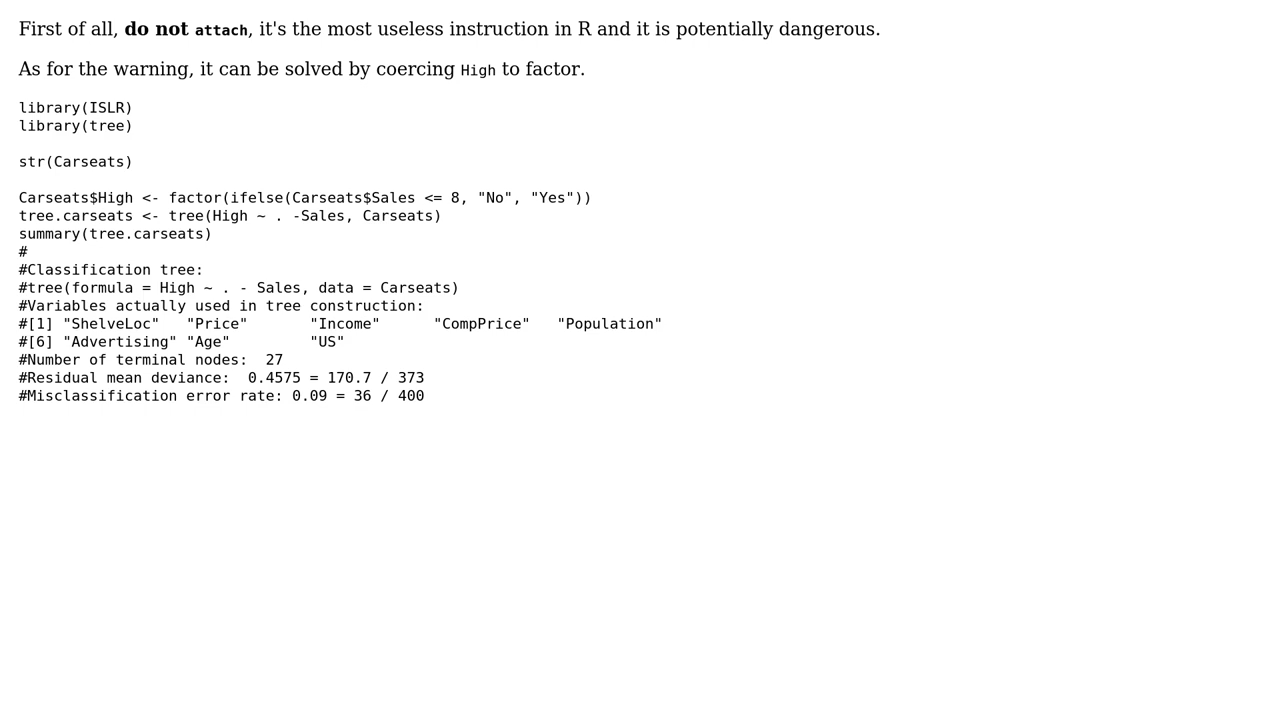 First of all, do not attach, it's the most useless instruction in R and it is potentially dangerous.
As for the warning, it can be solved by coercing High to factor.
library(ISLR)
library(tree)
str(Carseats)
Carseats$High <- factor(ifelse(Carseats$Sales <= 8, "No", "Yes"))
tree.carseats <- tree(High ~ . -Sales, Carseats)
summary(tree.carseats)
#
#Classification tree:
#tree(formula = High ~ . - Sales, data = Carseats)
#Variables actually used in tree construction:
#[1] "ShelveLoc"   "Price"       "Income"      "CompPrice"   "Population"
#[6] "Advertising" "Age"         "US"
#Number of terminal nodes:  27
#Residual mean deviance:  0.4575 = 170.7 / 373
#Misclassification error rate: 0.09 = 36 / 400